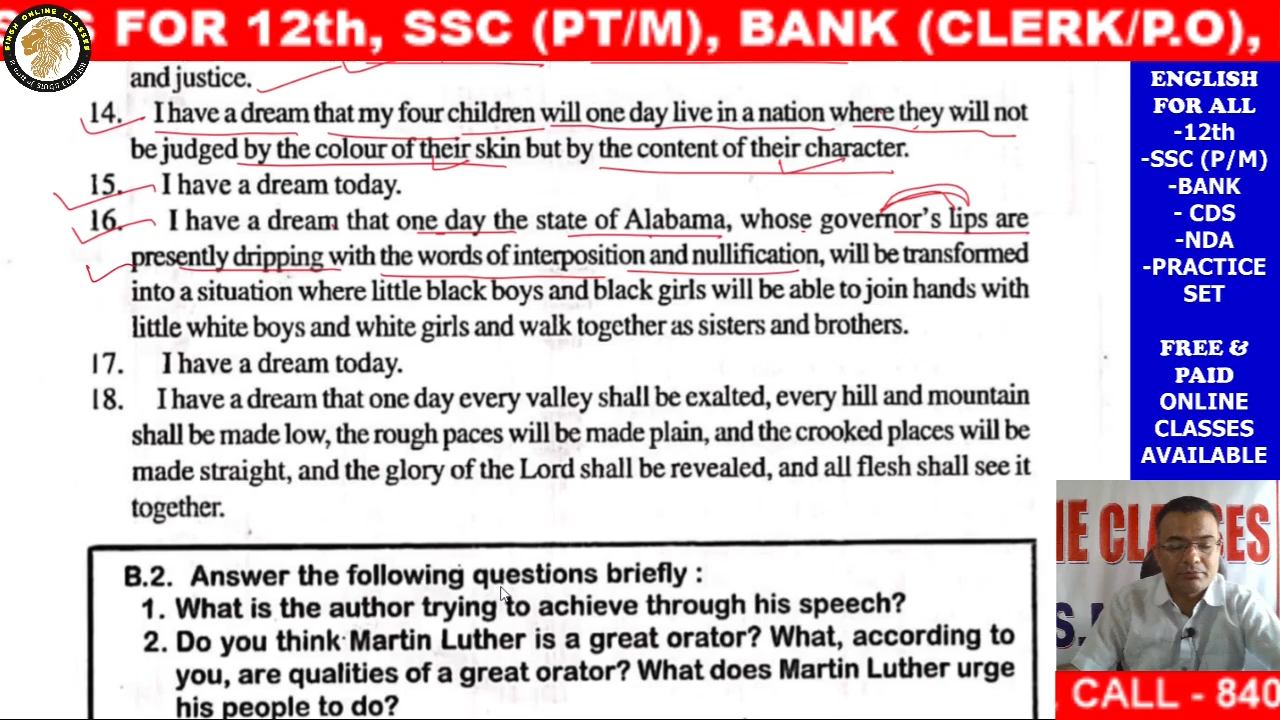 FOR 12th, SSC (PT/M), BANK (CLERK/P.O),
SINGH ONLINE CLASSES
and justice.
14. I have a dream that my four children will one day live in a nation where they will not
be judged by the colour of their skin but by the content of their character.
15. I have a dream today.
16. I have a dream that one day the state of Alabama, whose governor's lips are
presently dripping with the words of interposition and nullification, will be transformed
into a situation where little black boys and black girls will be able to join hands with
little white boys and white girls and walk together as sisters and brothers.
17. I have a dream today.
18. I have a dream that one day every valley shall be exalted, every hill and mountain
shall be made low, the rough paces will be made plain, and the crooked places will be
made straight, and the glory of the Lord shall be revealed, and all flesh shall see it
together.
B.2. Answer the following questions briefly :
1. What is the author trying to achieve through his speech?
2. Do you think Martin Luther is a great orator? What, according to
you, are qualities of a great orator? What does Martin Luther urge
his people to do?
ENGLISH
FOR ALL
-12th
-SSC (P/M)
-BANK
- CDS
-NDA
-PRACTICE
SET
FREE &
PAID
ONLINE
CLASSES
AVAILABLE
CALL - 840